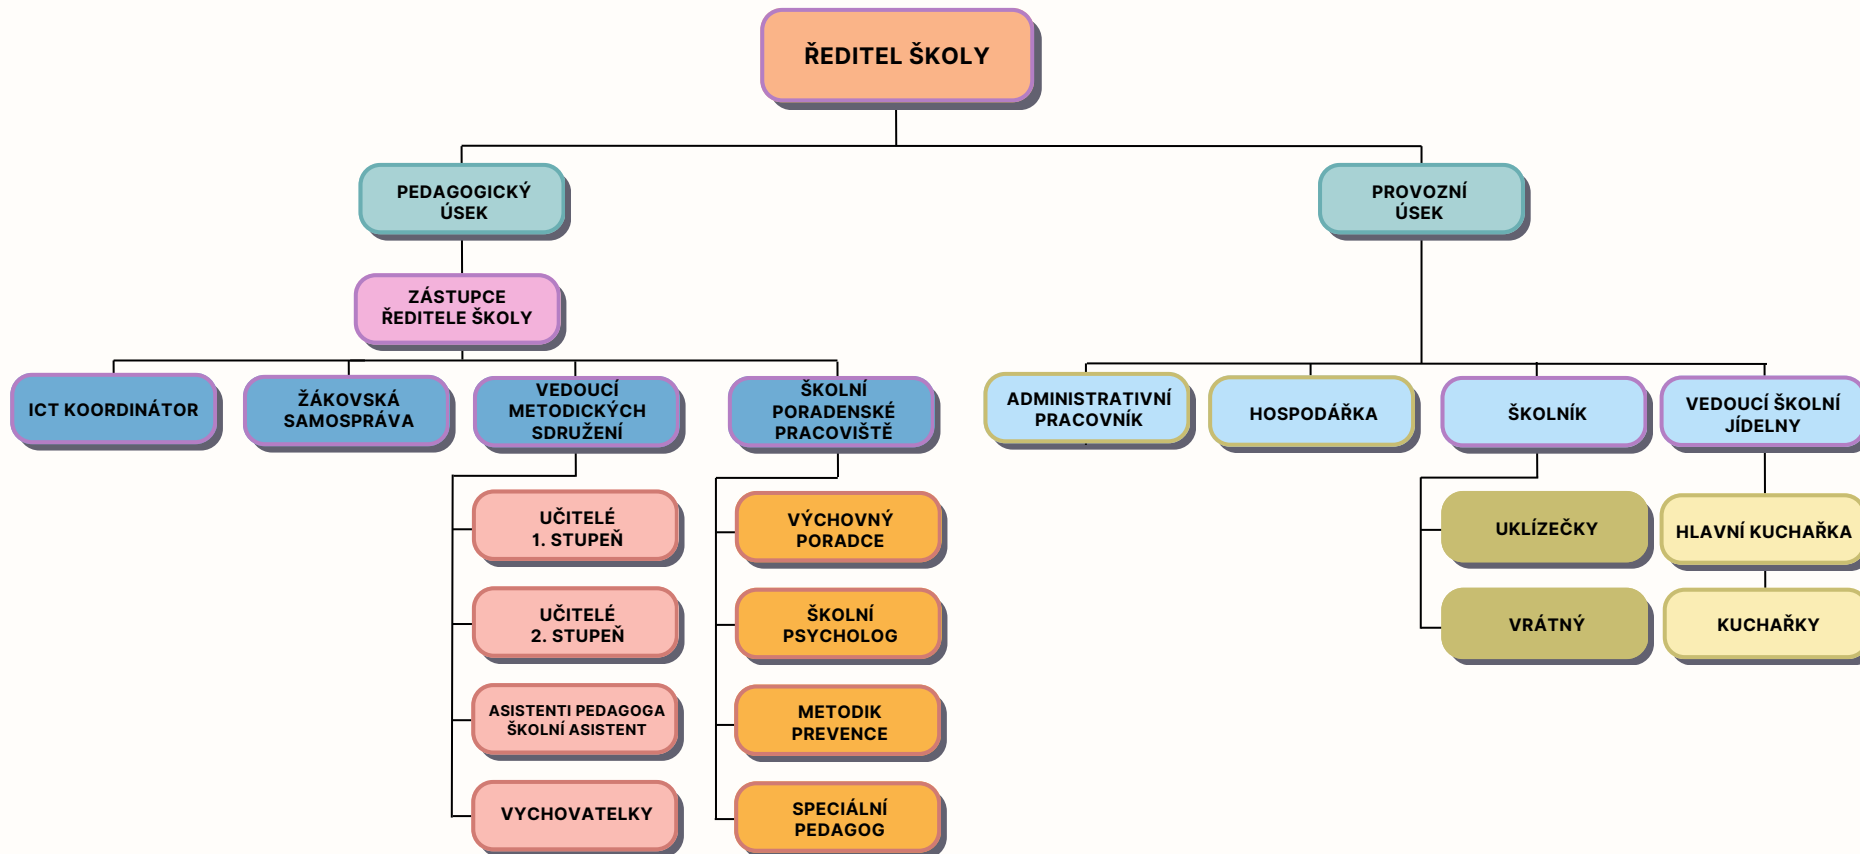 ŘEDITEL ŠKOLY
PEDAGOGICKÝ
ÚSEK
PROVOZNÍ
ÚSEK
ZÁSTUPCE
ŘEDITELE ŠKOLY
ICT KOORDINÁTOR
ŽÁKOVSKÁ
SAMOSPRÁVA
VEDOUCÍ
METODICKÝCH
SDRUŽENÍ
ŠKOLNÍ
PORADENSKÉ
PRACOVIŠTĚ
ADMINISTRATIVNÍ
PRACOVNÍK
HOSPODÁŘKA
ŠKOLNÍK
VEDOUCÍ ŠKOLNÍ
JÍDELNY
UČITELÉ
1. STUPEŇ
UČITELÉ
2. STUPEŇ
ASISTENTI PEDAGOGA
ŠKOLNÍ ASISTENT
VYCHOVATELKY
VÝCHOVNÝ
PORADCE
ŠKOLNÍ
PSYCHOLOG
METODIK
PREVENCE
SPECIÁLNÍ
PEDAGOG
UKLÍZEČKY
VRÁTNÝ
HLAVNÍ KUCHAŘKA
KUCHAŘKY